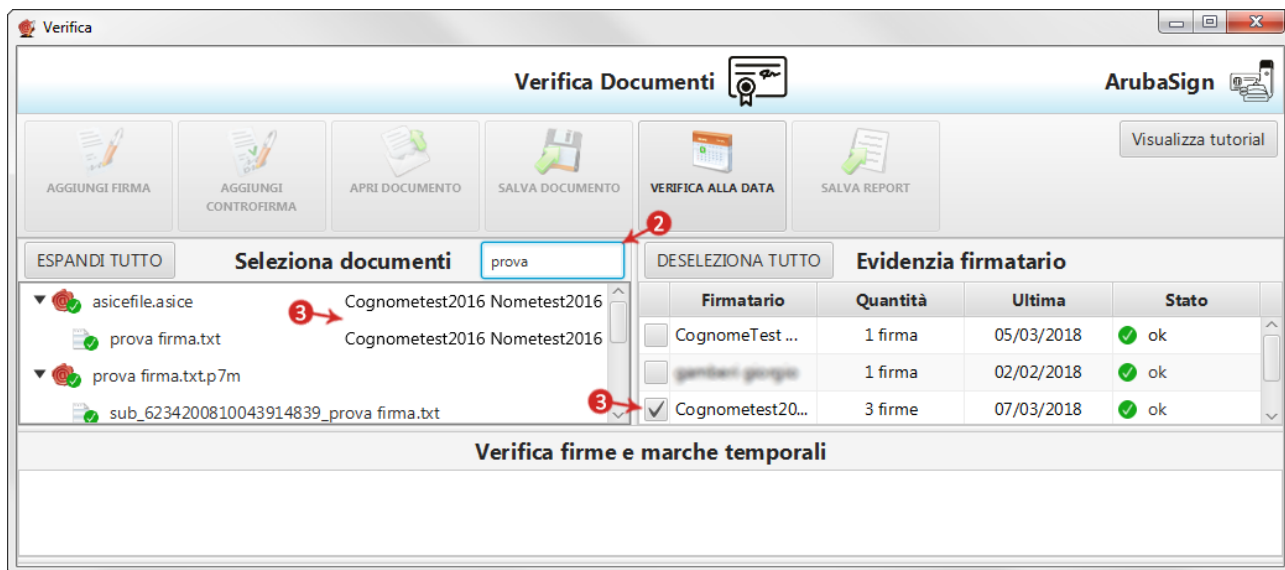 Verifica
Verifica Documenti
ArubaSign
AGGIUNGI FIRMA
AGGIUNGI
CONTROFIRMA
APRI DOCUMENTO
SALVA DOCUMENTO
VERIFICA ALLA DATA
SALVA REPORT
Visualizza tutorial
2
ESPANDI TUTTO Seleziona documenti prova
DESELEZIONA TUTTO Evidenzia firmatario
asicefile.asice Cognometest2016 Nometest2016
3
prova firma.txt Cognometest2016 Nometest2016
prova firma.txt.p7m
sub_6234200810043914839_prova firma.txt
Firmatario Quantità Ultima Stato
CognomeTest ... 1 firma 05/03/2018 ok
1 firma 02/02/2018 ok
3 Cognometest20... 3 firme 07/03/2018 ok
Verifica firme e marche temporali